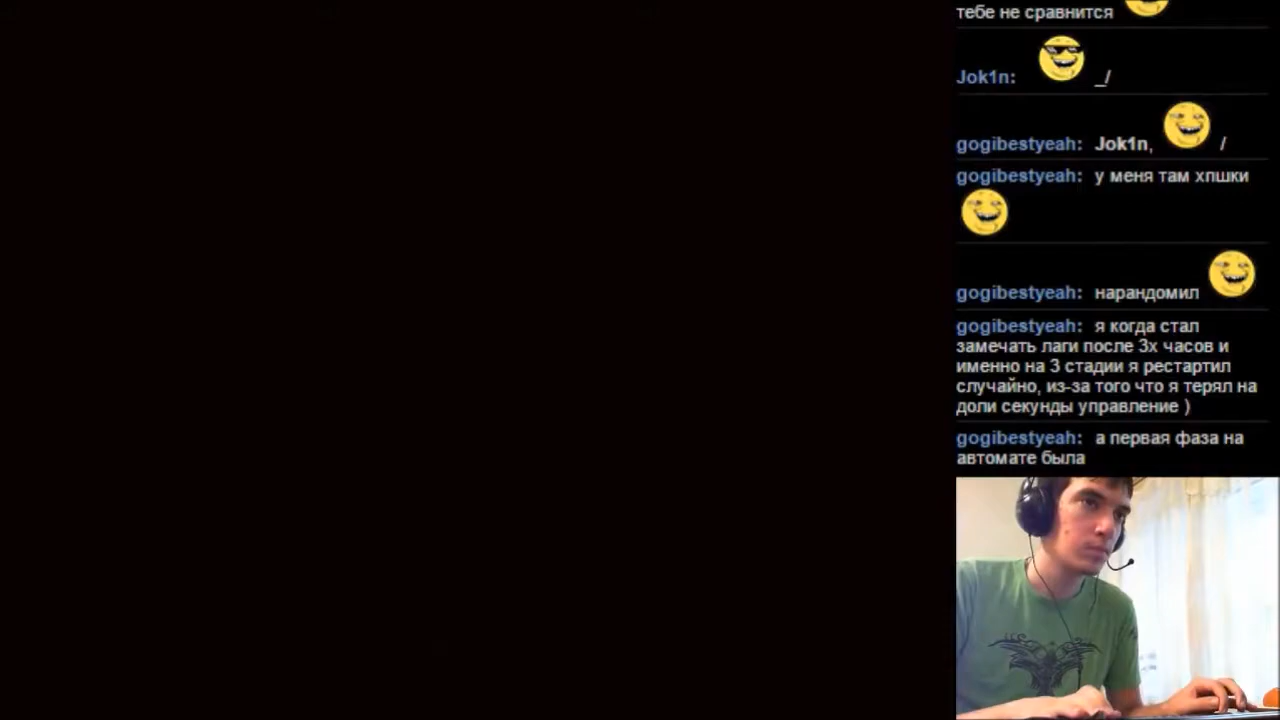 тебе не сравнится
Jok1n: _/
gogibestyeah: Jok1n, /
gogibestyeah: у меня там хпшки
gogibestyeah: нарандомил
gogibestyeah: я когда стал
замечать лаги после 3х часов и
именно на 3 стадии я рестартил
случайно, из-за того что я терял на
доли секунды управление )
gogibestyeah: а первая фаза на
автомате была